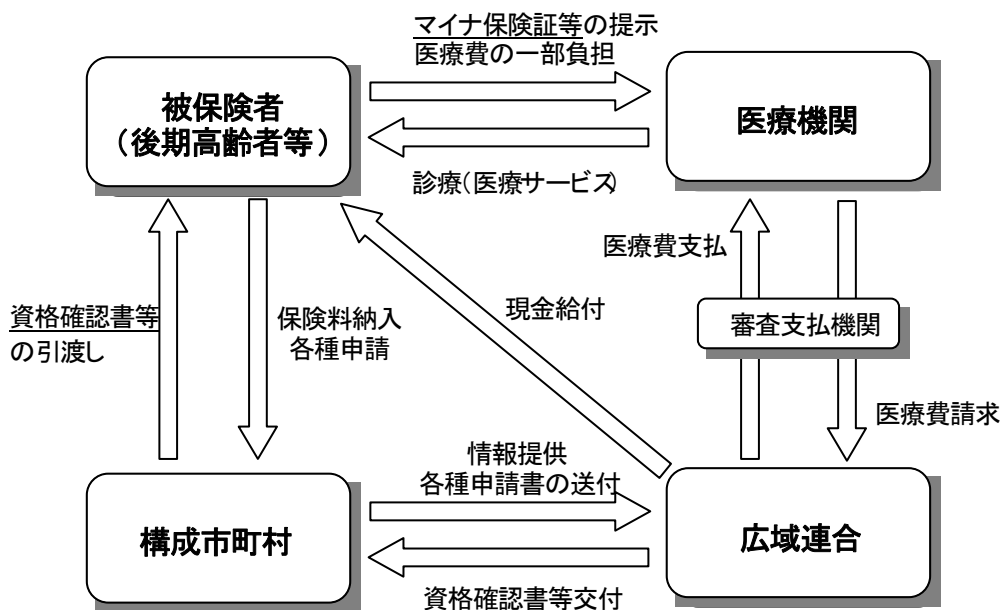 マイナ保険証等の提示
医療費の一部負担
被保険者
（後期高齢者等）
医療機関
診療（医療サービス）
医療費支払
資格確認書等
の引渡し
保険料納入
各種申請
現金給付
審査支払機関
医療費請求
情報提供
各種申請書の送付
構成市町村
広域連合
資格確認書等交付